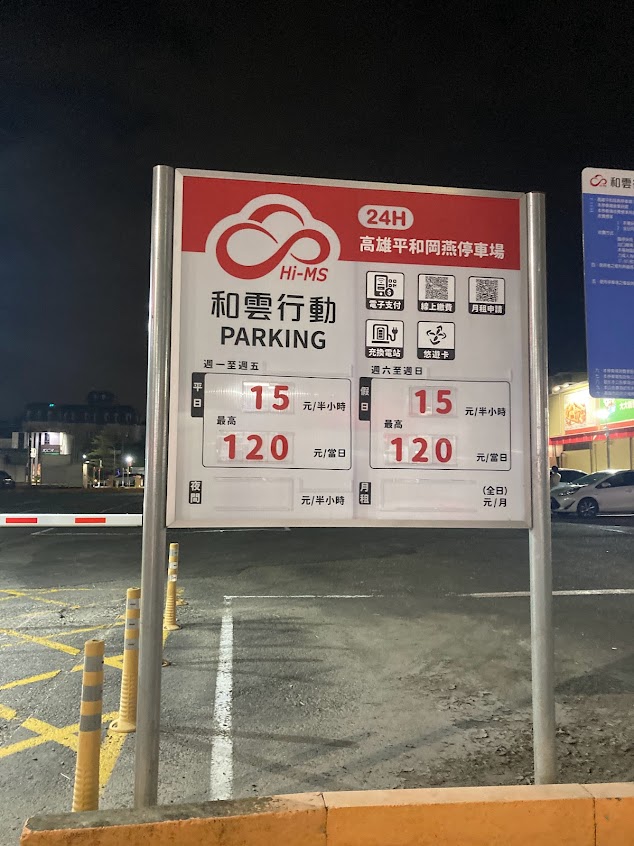 24H
高雄平和岡燕停車場
Hi-MS
和雲行動
PARKING
電子支付
線上繳費
月租申請
充換電站
悠遊卡
週一至週五
平日
15 元/半小時
最高
120 元/當日
週六至週日
假日
15 元/半小時
最高
120 元/當日
夜間
元/半小時
月租
(全日)
元/月
和雲